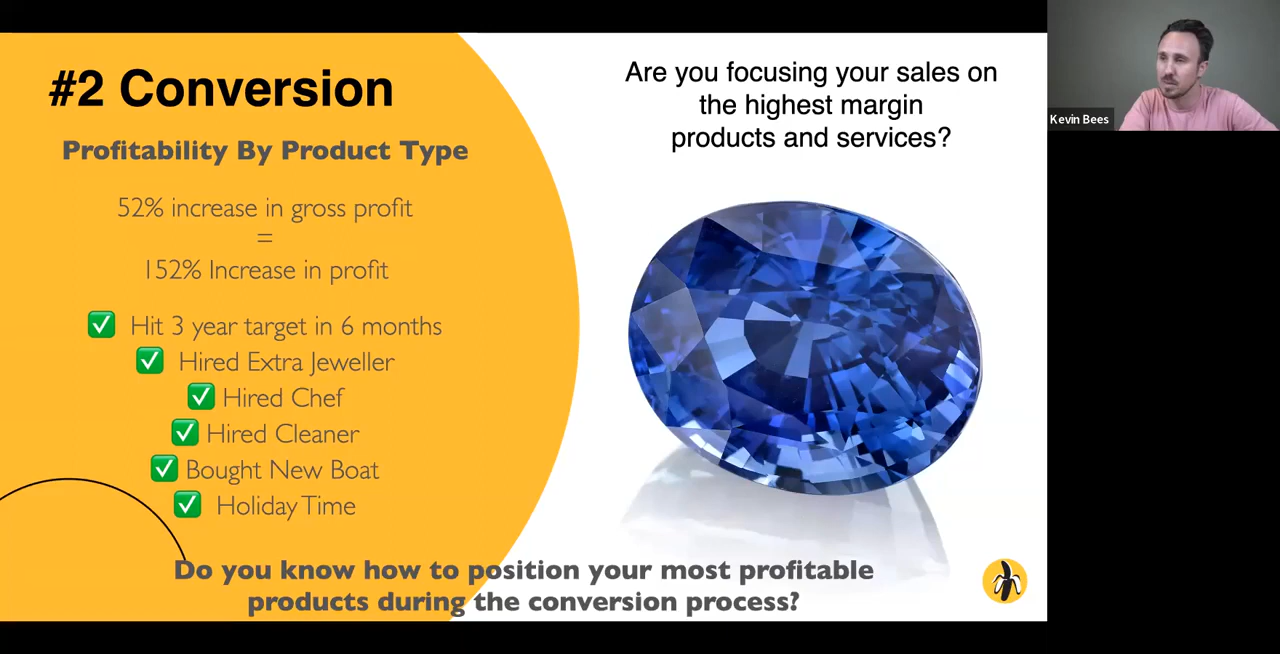 #2 Conversion
Profitability By Product Type
52% increase in gross profit
=
152% Increase in profit
✅ Hit 3 year target in 6 months
✅ Hired Extra Jeweller
✅ Hired Chef
✅ Hired Cleaner
✅ Bought New Boat
✅ Holiday Time
Are you focusing your sales on
the highest margin
products and services?
Do you know how to position your most profitable
products during the conversion process?
Kevin Bees